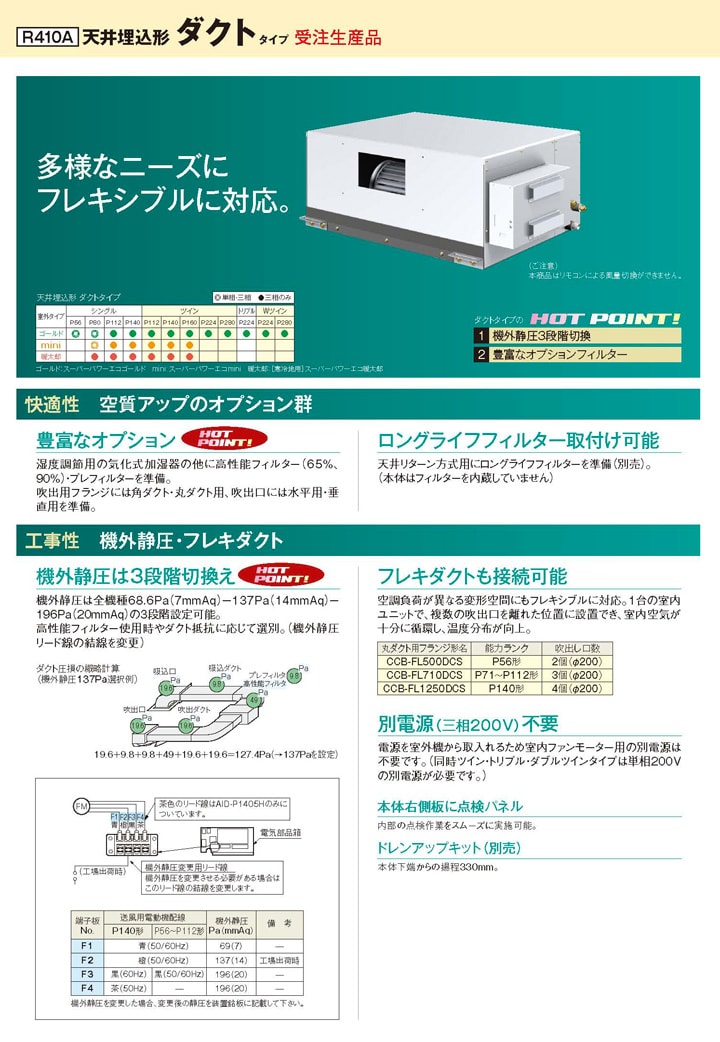 R410A 天井埋込形 ダクトタイプ 受注生産品
多様なニーズに
フレキシブルに対応。
（ご注意）
本商品はリモコンによる風量切換ができません。
天井埋込形 ダクトタイプ
◎単相・三相 ●三相のみ
室外タイプ シングル ツイン トリプル Wツイン
P56 P80 P112 P140 P112 P140 P160 P224 P280 P224 P224 P280
ゴールド ◎ ◎ ● ● ● ● ● ● ● ● ● ●
mini
暖太郎
ゴールド：スーパーパワーエコゴールド mini：スーパーパワーエコmini 暖太郎：[寒冷地用]スーパーパワーエコ暖太郎
ダクトタイプの HOT POINT!
1 機外静圧3段階切換
2 豊富なオプションフィルター
快適性 空質アップのオプション群
豊富なオプション HOT POINT!
湿度調節用の気化式加湿器の他に高性能フィルター（65%、
90%）・プレフィルターを準備。
吹出用フランジには角ダクト・丸ダクト用、吹出口には水平用・垂
直用を準備。
ロングライフフィルター取付け可能
天井リターン方式用にロングライフフィルターを準備（別売）。
（本体はフィルターを内蔵していません）
工事性 機外静圧・フレキダクト
機外静圧は3段階切換え HOT POINT!
機外静圧は全機種68.6Pa（7mmAq）−137Pa（14mmAq）−
196Pa（20mmAq）の3段階設定可能。
高性能フィルター使用時やダクト抵抗に応じて選別。（機外静圧
リード線の結線を変更）
ダクト圧損の概略計算
（機外静圧137Pa選択例）
吸込口 Pa 19.6
吸込ダクト Pa 9.8
プレフィルタ Pa 9.8
高性能フィルタ Pa 49
吹出口 Pa 19.6
吹出ダクト Pa 19.6
19.6+9.8+9.8+49+19.6+19.6=127.4Pa（→137Paを設定）
FM
F1 F2 F3 F4
青 橙 黒 茶
茶色のリード線はAID-P1405Hのみに
ついています。
電気部品箱
（工場出荷時）
機外静圧変更用リード線
機外静圧を変更させる必要がある場合は
このリード線の結線を変更します。
端子板No. 送風用電動機配線 機外静圧 Pa（mmAq） 備 考
P140形 P56〜P112形
F1 青（50/60Hz） 69（7） —
F2 橙（50/60Hz） 137（14） 工場出荷時
F3 黒（60Hz） 黒（50/60Hz） 196（20） —
F4 茶（50Hz） — 196（20） —
機外静圧を変更した場合、変更後の静圧を装置銘板に記載して下さい。
フレキダクトも接続可能
空調負荷が異なる変形空間にもフレキシブルに対応。1台の室内
ユニットで、複数の吹出口を離れた位置に設置でき、室内空気が
十分に循環し、温度分布が向上。
丸ダクト用フランジ形名 能力ランク 吹出し口数
CCB-FL500DCS P56形 2個（φ200）
CCB-FL710DCS P71〜P112形 3個（φ200）
CCB-FL1250DCS P140形 4個（φ200）
別電源（三相200V）不要
電源を室外機から取入れるため室内ファンモーター用の別電源は
不要です。（同時ツイン・トリプル・ダブルツインタイプは単相200V
の別電源が必要です。）
本体右側板に点検パネル
内部の点検作業をスムーズに実施可能。
ドレンアップキット（別売）
本体下端からの揚程330mm。